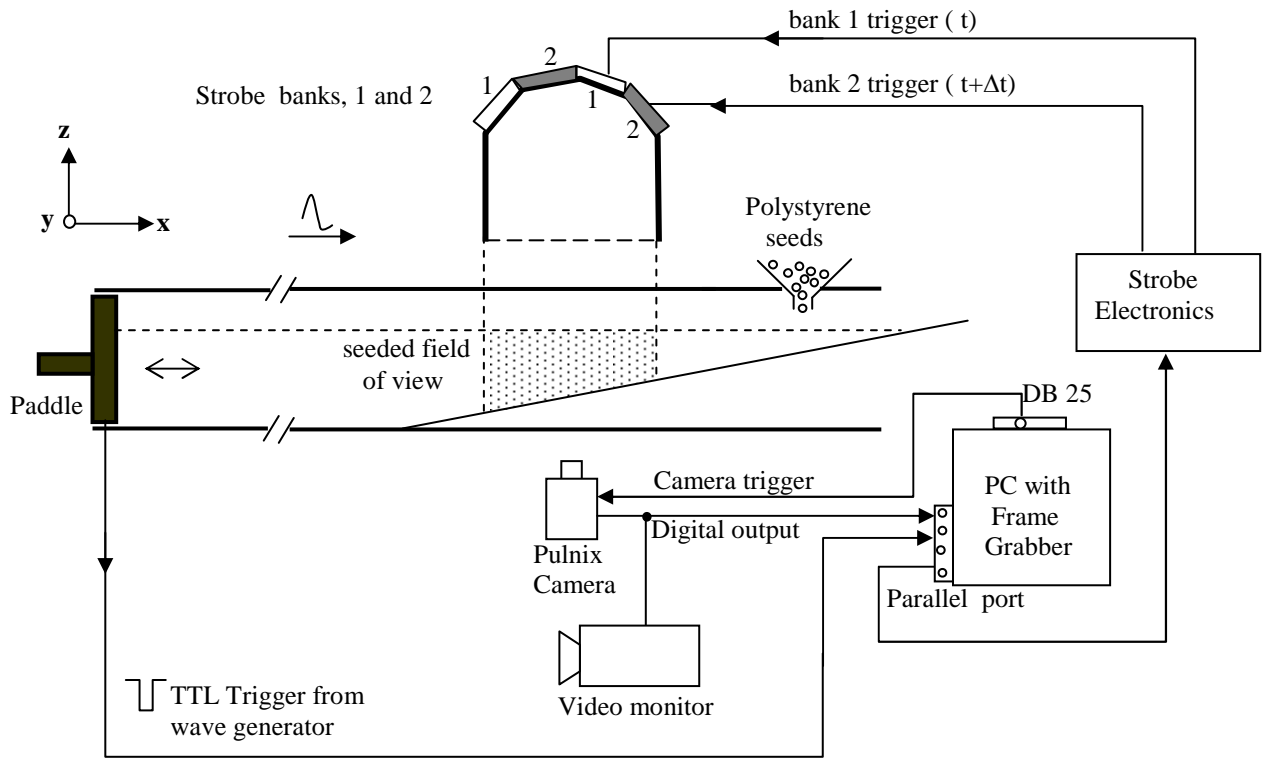 bank 1 trigger ( t)
2
Strobe banks, 1 and 2
1
1
2
bank 2 trigger ( t+Δt)
z
y
x
Polystyrene
seeds
Strobe
Electronics
seeded field
of view
Paddle
DB 25
Camera trigger
PC with
Frame
Grabber
Digital output
Pulnix
Camera
Parallel port
TTL Trigger from
wave generator
Video monitor